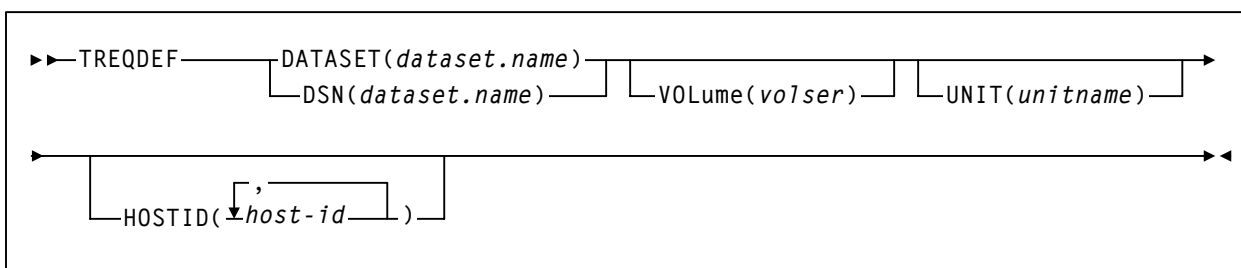 TREQDEF DATASET(dataset.name)
DSN(dataset.name) VOLume(volser) UNIT(unitname)
,
HOSTID( host-id )